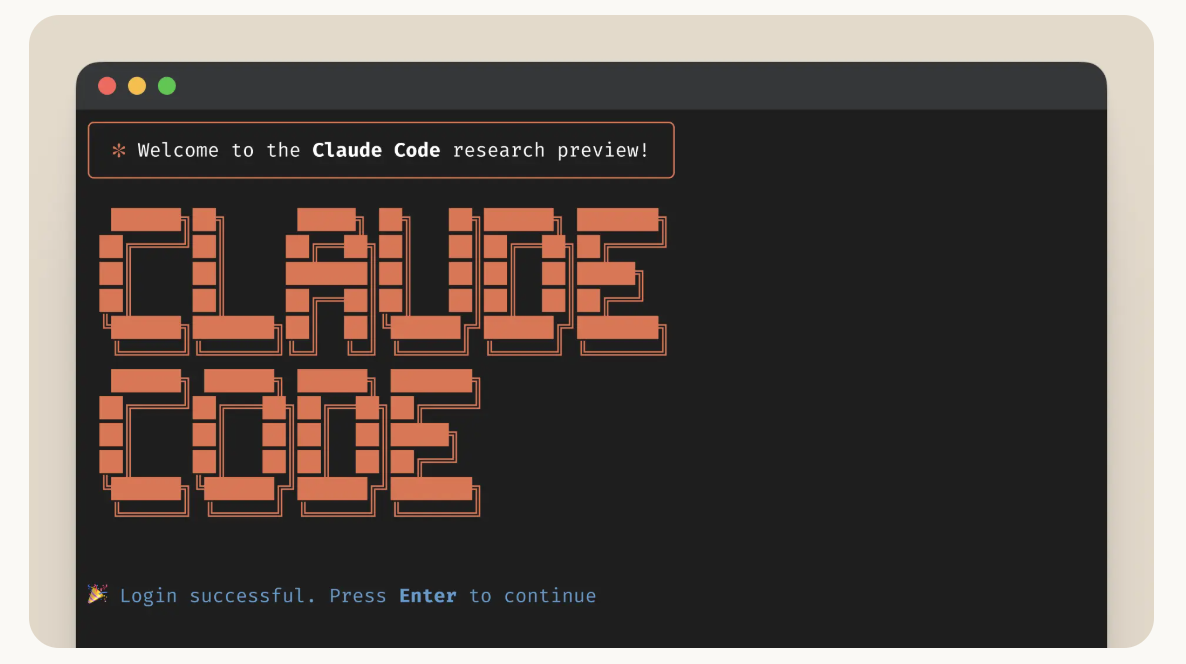 ✻ Welcome to the Claude Code research preview!
CLAUDE
CODE
🎉 Login successful. Press Enter to continue